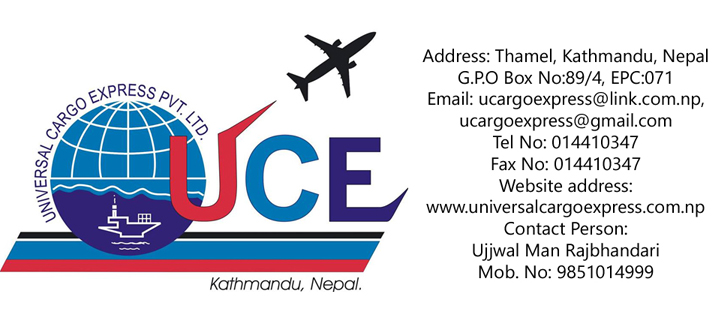 UNIVERSAL CARGO EXPRESS PVT. LTD.
UCE
Kathmandu, Nepal.
Address: Thamel, Kathmandu, Nepal
G.P.O Box No:89/4, EPC:071
Email: ucargoexpress@link.com.np,
ucargoexpress@gmail.com
Tel No: 014410347
Fax No: 014410347
Website address:
www.universalcargoexpress.com.np
Contact Person:
Ujjwal Man Rajbhandari
Mob. No: 9851014999